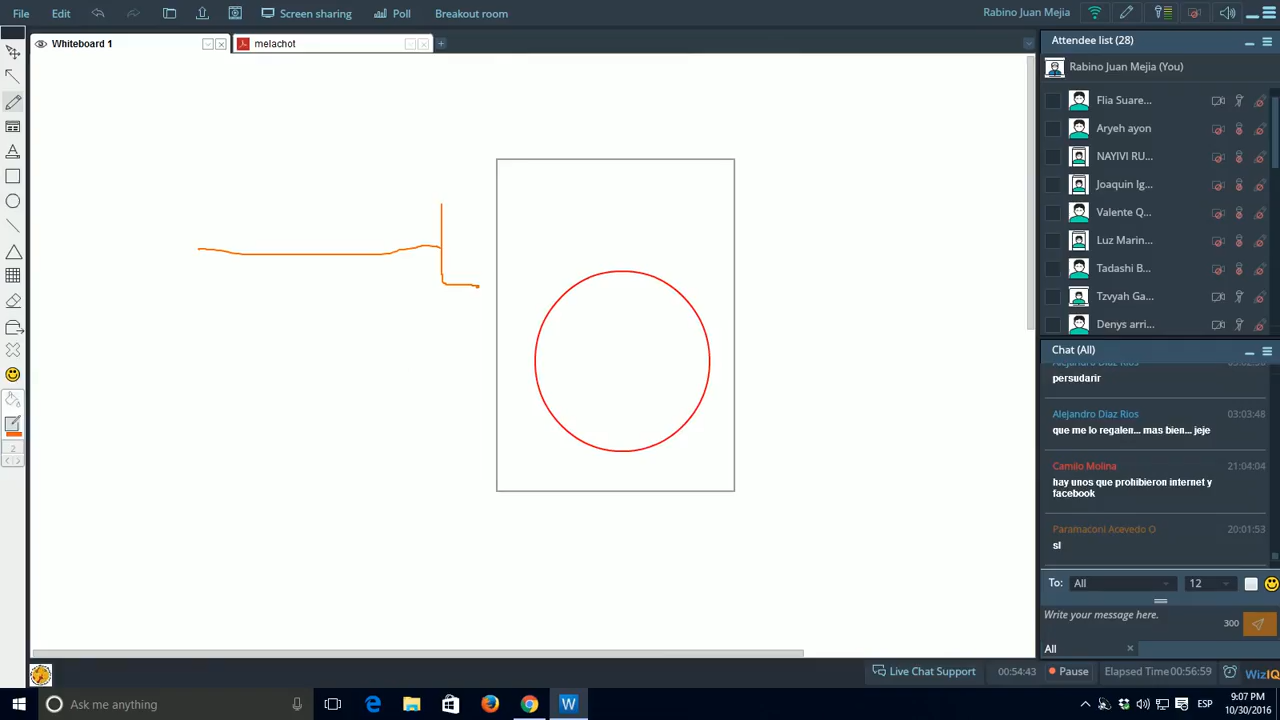 File Edit Screen sharing Poll Breakout room Rabino Juan Mejia
Whiteboard 1 melachot
Attendee list (28)
Rabino Juan Mejia (You)
Flia Suare...
Aryeh ayon
NAYIVI RU...
Joaquin Ig...
Valente Q...
Luz Marin...
Tadashi B...
Tzvyah Ga...
Denys arri...
Chat (All)
persudarir
Alejandro Diaz Rios 03:03:48
que me lo regalen... mas bien... jeje
Camilo Molina 21:04:04
hay unos que prohibieron internet y
facebook
Paramaconi Acevedo O 20:01:53
sI
To: All 12
Write your message here.
300
All
Live Chat Support 00:54:43 Pause Elapsed Time 00:56:59 WizIQ
Ask me anything
ESP
9:07 PM
10/30/2016